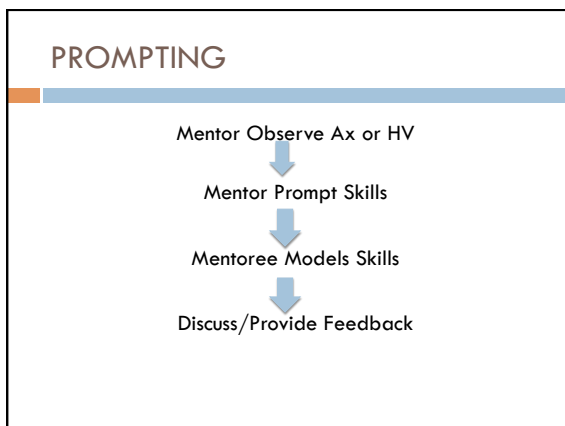 PROMPTING
Mentor Observe Ax or HV
Mentor Prompt Skills
Mentoree Models Skills
Discuss/Provide Feedback